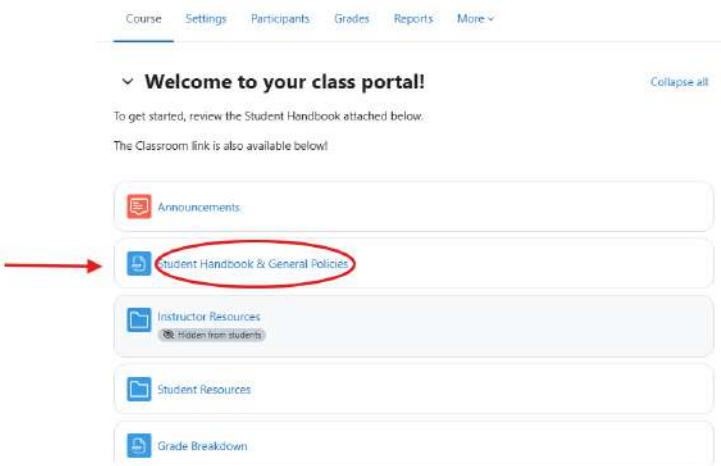 Course Settings Participants Grades Reports More
Welcome to your class portal!
Collapse all
To get started, review the Student Handbook attached below.
The Classroom link is also available below!
Announcements
Student Handbook & General Policies
Instructor Resources
Hidden from students
Student Resources
Grade Breakdown